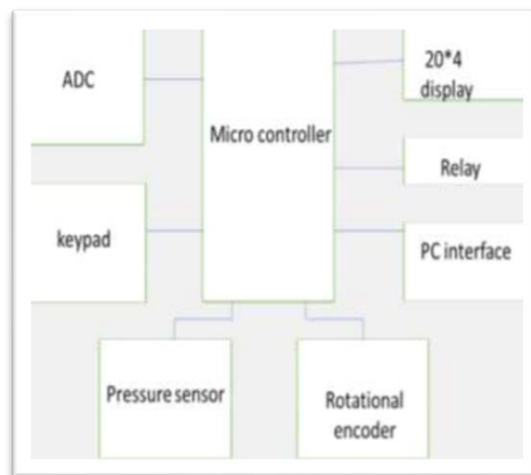 ADC
Micro controller
20*4
display
Relay
keypad
PC interface
Pressure sensor
Rotational
encoder